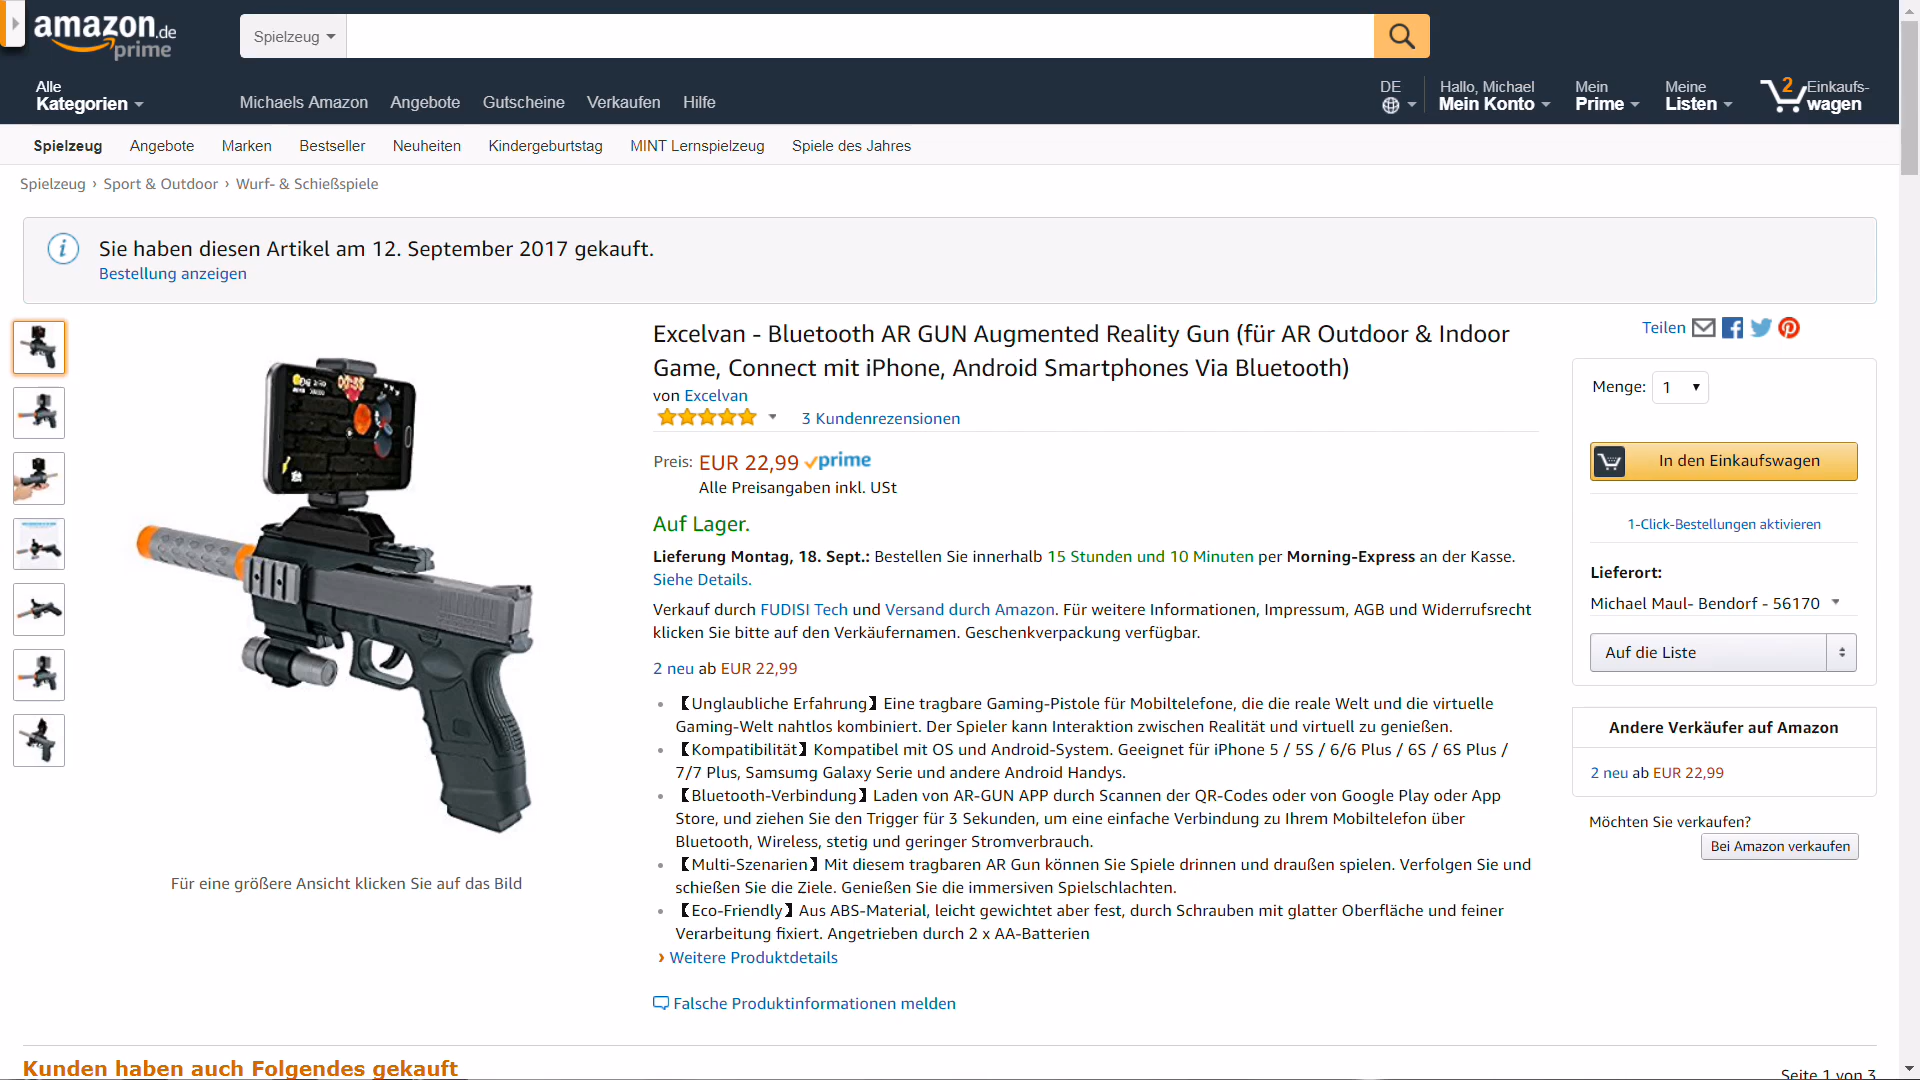 amazon.de
prime
Spielzeug
Alle
Kategorien
Michaels Amazon
Angebote
Gutscheine
Verkaufen
Hilfe
DE
Hallo, Michael
Mein Konto
Mein
Prime
Meine
Listen
2
Einkaufs-
wagen
Spielzeug
Angebote
Marken
Bestseller
Neuheiten
Kindergeburtstag
MINT Lernspielzeug
Spiele des Jahres
Spielzeug › Sport & Outdoor › Wurf- & Schießspiele
Sie haben diesen Artikel am 12. September 2017 gekauft.
Bestellung anzeigen
Excelvan - Bluetooth AR GUN Augmented Reality Gun (für AR Outdoor & Indoor
Game, Connect mit iPhone, Android Smartphones Via Bluetooth)
von Excelvan
3 Kundenrezensionen
Preis: EUR 22,99 prime
Alle Preisangaben inkl. USt
Auf Lager.
Lieferung Montag, 18. Sept.: Bestellen Sie innerhalb 15 Stunden und 10 Minuten per Morning-Express an der Kasse.
Siehe Details.
Verkauf durch FUDISI Tech und Versand durch Amazon. Für weitere Informationen, Impressum, AGB und Widerrufsrecht
klicken Sie bitte auf den Verkäufernamen. Geschenkverpackung verfügbar.
2 neu ab EUR 22,99
【Unglaubliche Erfahrung】Eine tragbare Gaming-Pistole für Mobiltelefone, die die reale Welt und die virtuelle
Gaming-Welt nahtlos kombiniert. Der Spieler kann Interaktion zwischen Realität und virtuell zu genießen.
【Kompatibilität】Kompatibel mit OS und Android-System. Geeignet für iPhone 5 / 5S / 6/6 Plus / 6S / 6S Plus /
7/7 Plus, Samsumg Galaxy Serie und andere Android Handys.
【Bluetooth-Verbindung】Laden von AR-GUN APP durch Scannen der QR-Codes oder von Google Play oder App
Store, und ziehen Sie den Trigger für 3 Sekunden, um eine einfache Verbindung zu Ihrem Mobiltelefon über
Bluetooth, Wireless, stetig und geringer Stromverbrauch.
【Multi-Szenarien】Mit diesem tragbaren AR Gun können Sie Spiele drinnen und draußen spielen. Verfolgen Sie und
schießen Sie die Ziele. Genießen Sie die immersiven Spielschlachten.
【Eco-Friendly】Aus ABS-Material, leicht gewichtet aber fest, durch Schrauben mit glatter Oberfläche und feiner
Verarbeitung fixiert. Angetrieben durch 2 x AA-Batterien
› Weitere Produktdetails
Falsche Produktinformationen melden
Für eine größere Ansicht klicken Sie auf das Bild
Teilen
Menge: 1
In den Einkaufswagen
1-Click-Bestellungen aktivieren
Lieferort:
Michael Maul- Bendorf - 56170
Auf die Liste
Andere Verkäufer auf Amazon
2 neu ab EUR 22,99
Möchten Sie verkaufen?
Bei Amazon verkaufen
Kunden haben auch Folgendes gekauft
Seite 1 von 3